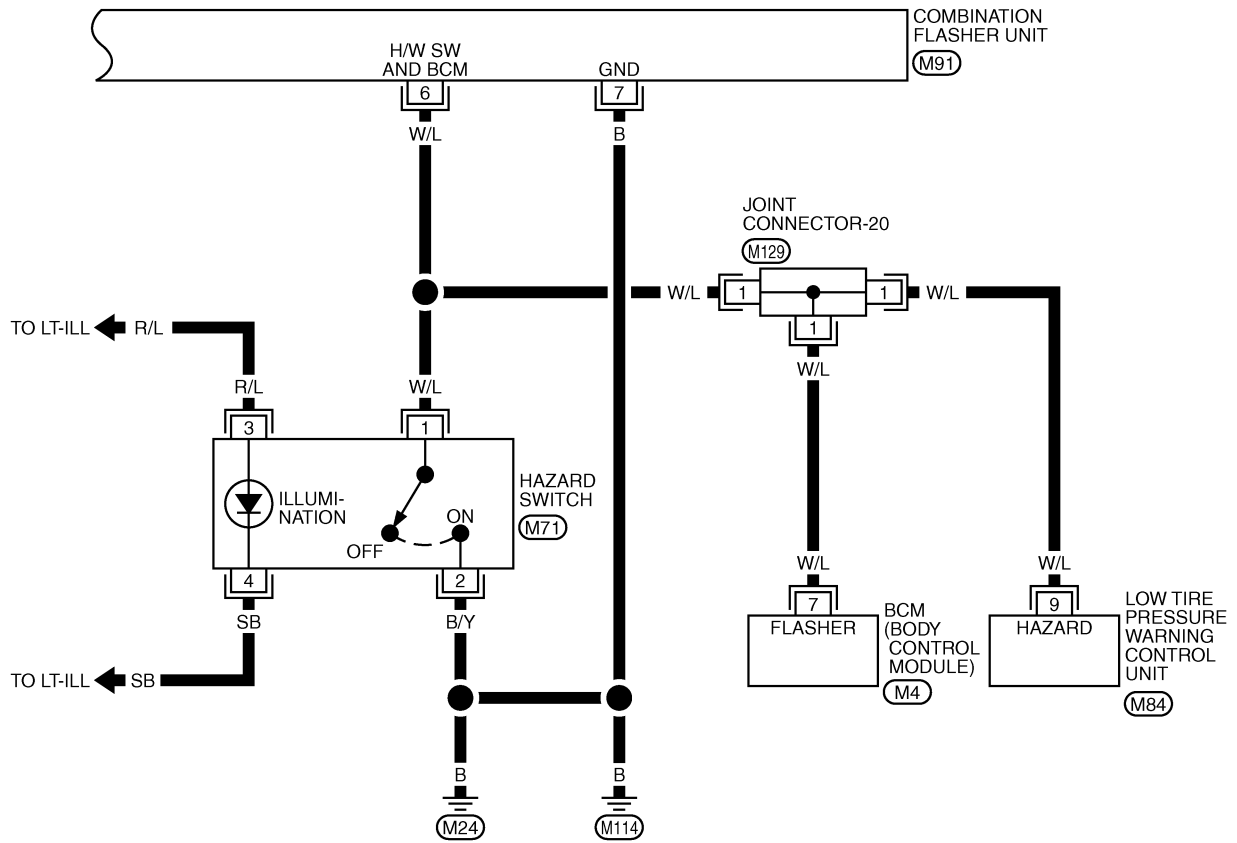 COMBINATION
FLASHER UNIT
M91
H/W SW
AND BCM
GND
6
7
W/L
B
JOINT
CONNECTOR-20
M129
W/L
1
1
W/L
1
W/L
TO LT-ILL
R/L
R/L
W/L
3
1
ILLUMI-
NATION
OFF
ON
HAZARD
SWITCH
M71
4
2
SB
B/Y
TO LT-ILL
SB
W/L
W/L
7
FLASHER
BCM
(BODY
CONTROL
MODULE)
M4
9
HAZARD
LOW TIRE
PRESSURE
WARNING
CONTROL
UNIT
M84
B
B
M24
M114